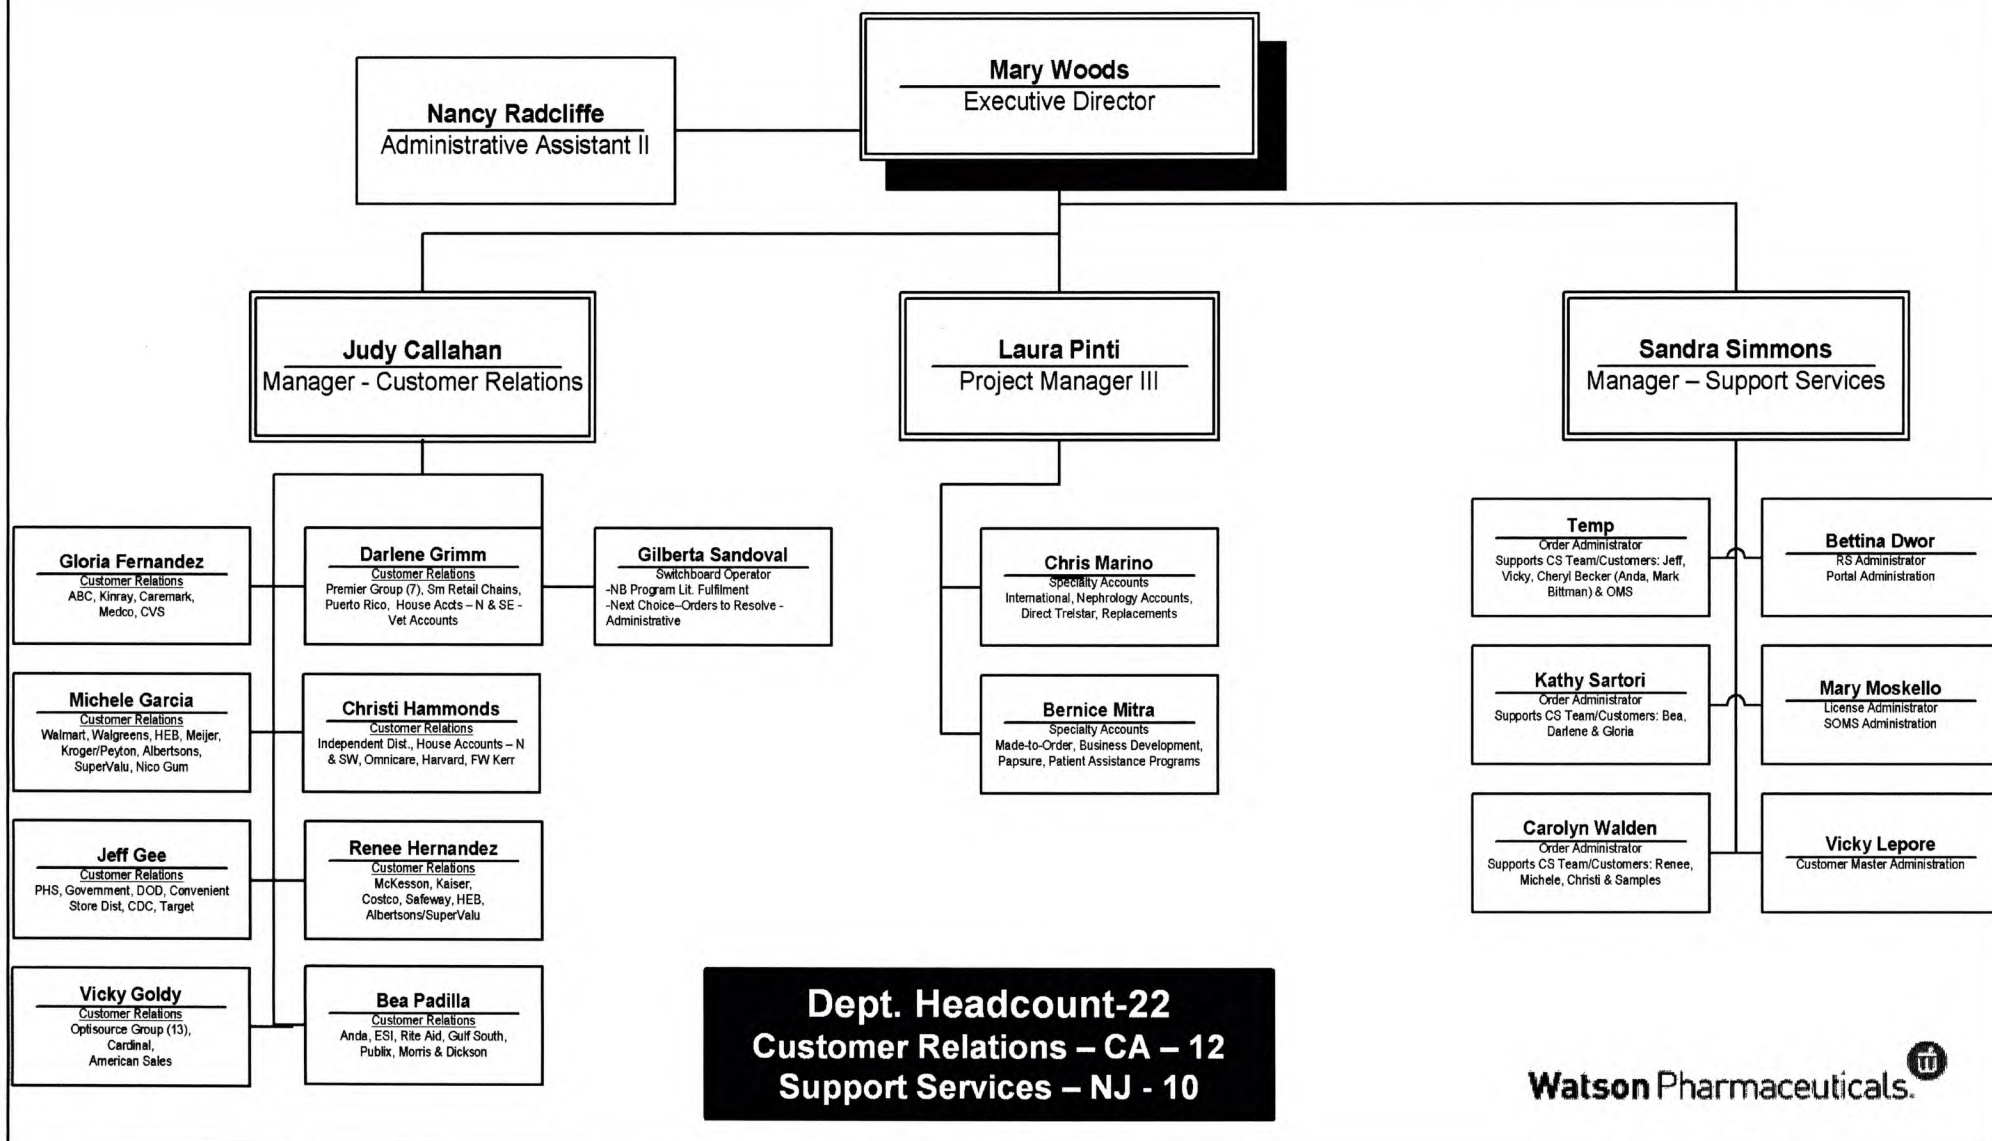 Mary Woods
Executive Director
Nancy Radcliffe
Administrative Assistant II
Judy Callahan
Manager - Customer Relations
Laura Pinti
Project Manager III
Sandra Simmons
Manager – Support Services
Gloria Fernandez
Customer Relations
ABC, Kinray, Caremark,
Medco, CVS
Darlene Grimm
Customer Relations
Premier Group (7), Sm Retail Chains,
Puerto Rico, House Accts – N & SE -
Vet Accounts
Gilberta Sandoval
Switchboard Operator
-NB Program Lit. Fulfilment
-Next Choice–Orders to Resolve -
Administrative
Michele Garcia
Customer Relations
Walmart, Walgreens, HEB, Meijer,
Kroger/Peyton, Albertsons,
SuperValu, Nico Gum
Christi Hammonds
Customer Relations
Independent Dist., House Accounts – N
& SW, Omnicare, Harvard, FW Kerr
Jeff Gee
Customer Relations
PHS, Government, DOD, Convenient
Store Dist, CDC, Target
Renee Hernandez
Customer Relations
McKesson, Kaiser,
Costco, Safeway, HEB,
Albertsons/SuperValu
Vicky Goldy
Customer Relations
Optisource Group (13),
Cardinal,
American Sales
Bea Padilla
Customer Relations
Anda, ESI, Rite Aid, Gulf South,
Publix, Morris & Dickson
Chris Marino
Specialty Accounts
International, Nephrology Accounts,
Direct Trelstar, Replacements
Bernice Mitra
Specialty Accounts
Made-to-Order, Business Development,
Papsure, Patient Assistance Programs
Temp
Order Administrator
Supports CS Team/Customers: Jeff,
Vicky, Cheryl Becker (Anda, Mark
Bittman) & OMS
Bettina Dwor
RS Administrator
Portal Administration
Kathy Sartori
Order Administrator
Supports CS Team/Customers: Bea,
Darlene & Gloria
Mary Moskello
License Administrator
SOMS Administration
Carolyn Walden
Order Administrator
Supports CS Team/Customers: Renee,
Michele, Christi & Samples
Vicky Lepore
Customer Master Administration
Dept. Headcount-22
Customer Relations – CA – 12
Support Services – NJ - 10
Watson Pharmaceuticals.